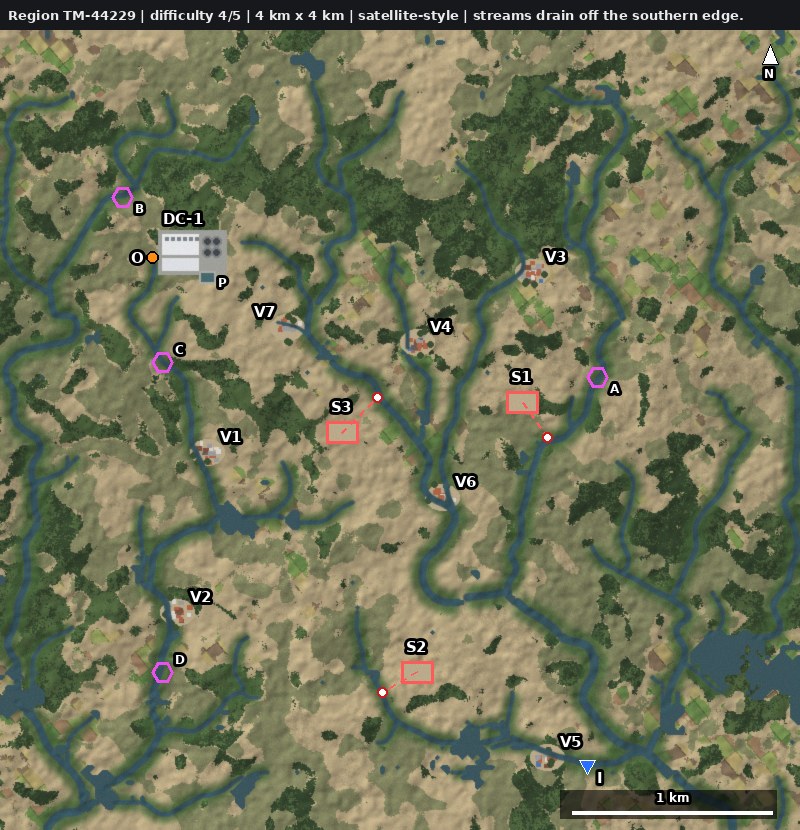 Region TM-44229 | difficulty 4/5 | 4 km x 4 km | satellite-style | streams drain off the southern edge.
N
B
DC-1
O
P
V3
V7
V4
C
S1
A
S3
V1
V6
V2
S2
D
V5
I
1 km